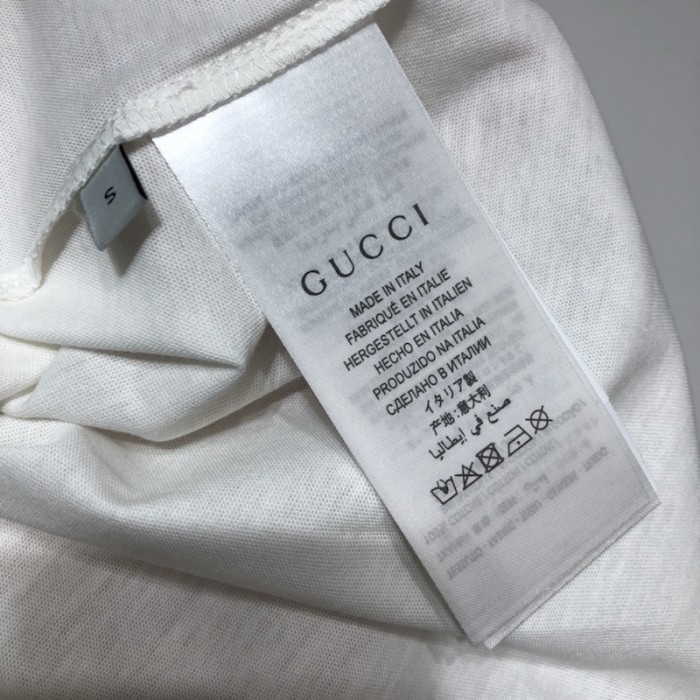 S
GUCCI
MADE IN ITALY
FABRIQUÉ EN ITALIE
HERGESTELLT IN ITALIEN
HECHO EN ITALIA
PRODUZIDO NA ITALIA
СДЕЛАНО В ИТАЛИИ
イタリア製
产地:意大利
صنع في إيطاليا